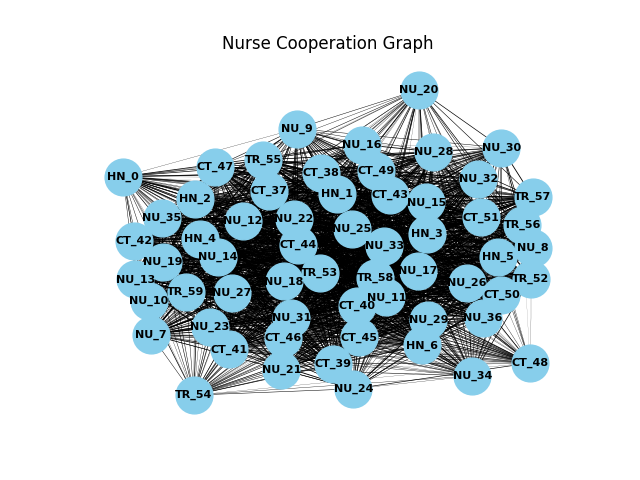 Nurse Cooperation Graph
NU_20
NU_9
NU_16
NU_28
NU_30
TR_55
CT_47
CT_38
CT_49
HN_0
NU_32
CT_37
HN_1
CT_43
TR_57
HN_2
NU_15
NU_35
NU_12
NU_22
CT_51
TR_56
NU_25
HN_3
CT_42
HN_4
CT_44
NU_33
NU_8
NU_14
HN_5
NU_19
TR_53
NU_17
NU_13
TR_58
TR_52
NU_18
NU_26
TR_59
NU_27
CT_50
NU_10
NU_11
CT_40
NU_31
NU_29
NU_36
NU_23
NU_7
CT_46
CT_45
HN_6
CT_41
CT_39
CT_48
NU_21
NU_34
NU_24
TR_54